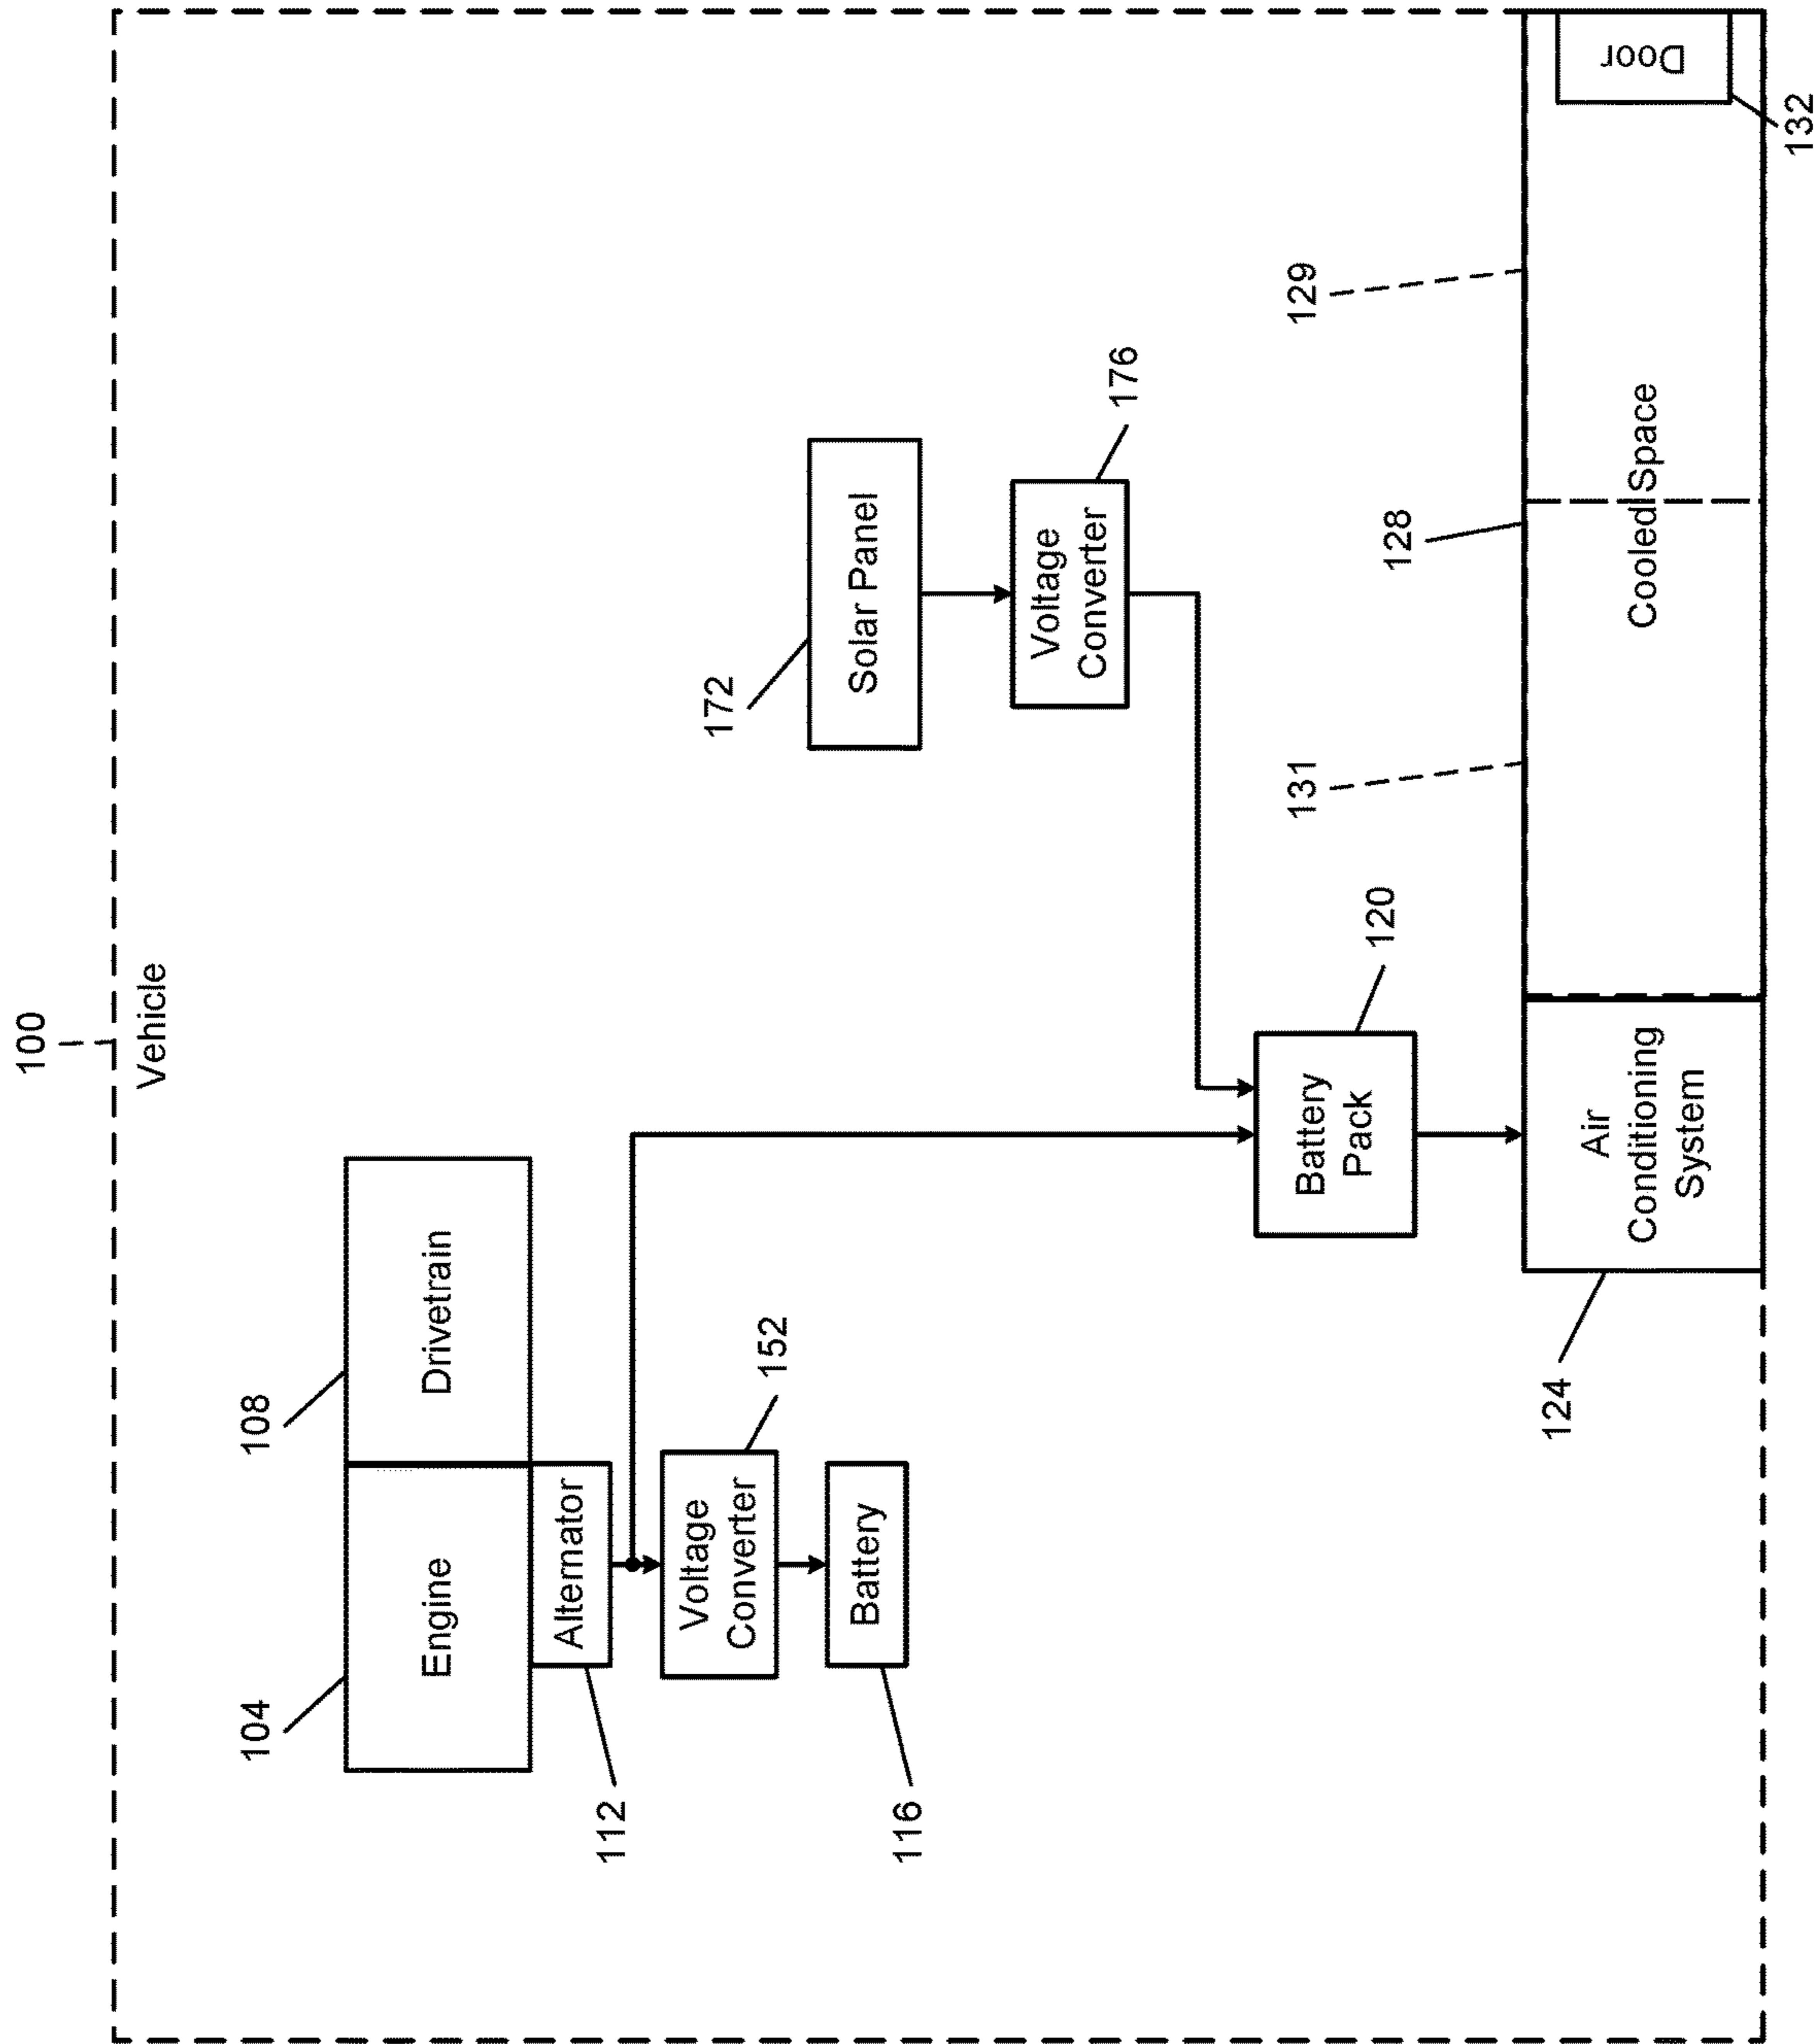 100
Vehicle
104
108
Engine
Drivetrain
112
Alternator
152
Voltage
Converter
116
Battery
172
Solar Panel
176
Voltage
Converter
120
Battery
Pack
124
Air
Conditioning
System
131
128
129
Cooled Space
Door
132